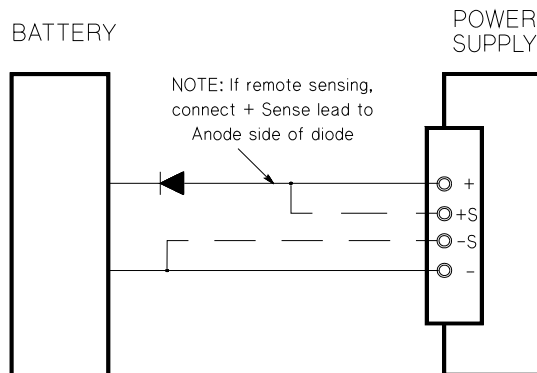 BATTERY
POWER
SUPPLY
NOTE: If remote sensing,
connect + Sense lead to
Anode side of diode
+
+S
-S
-